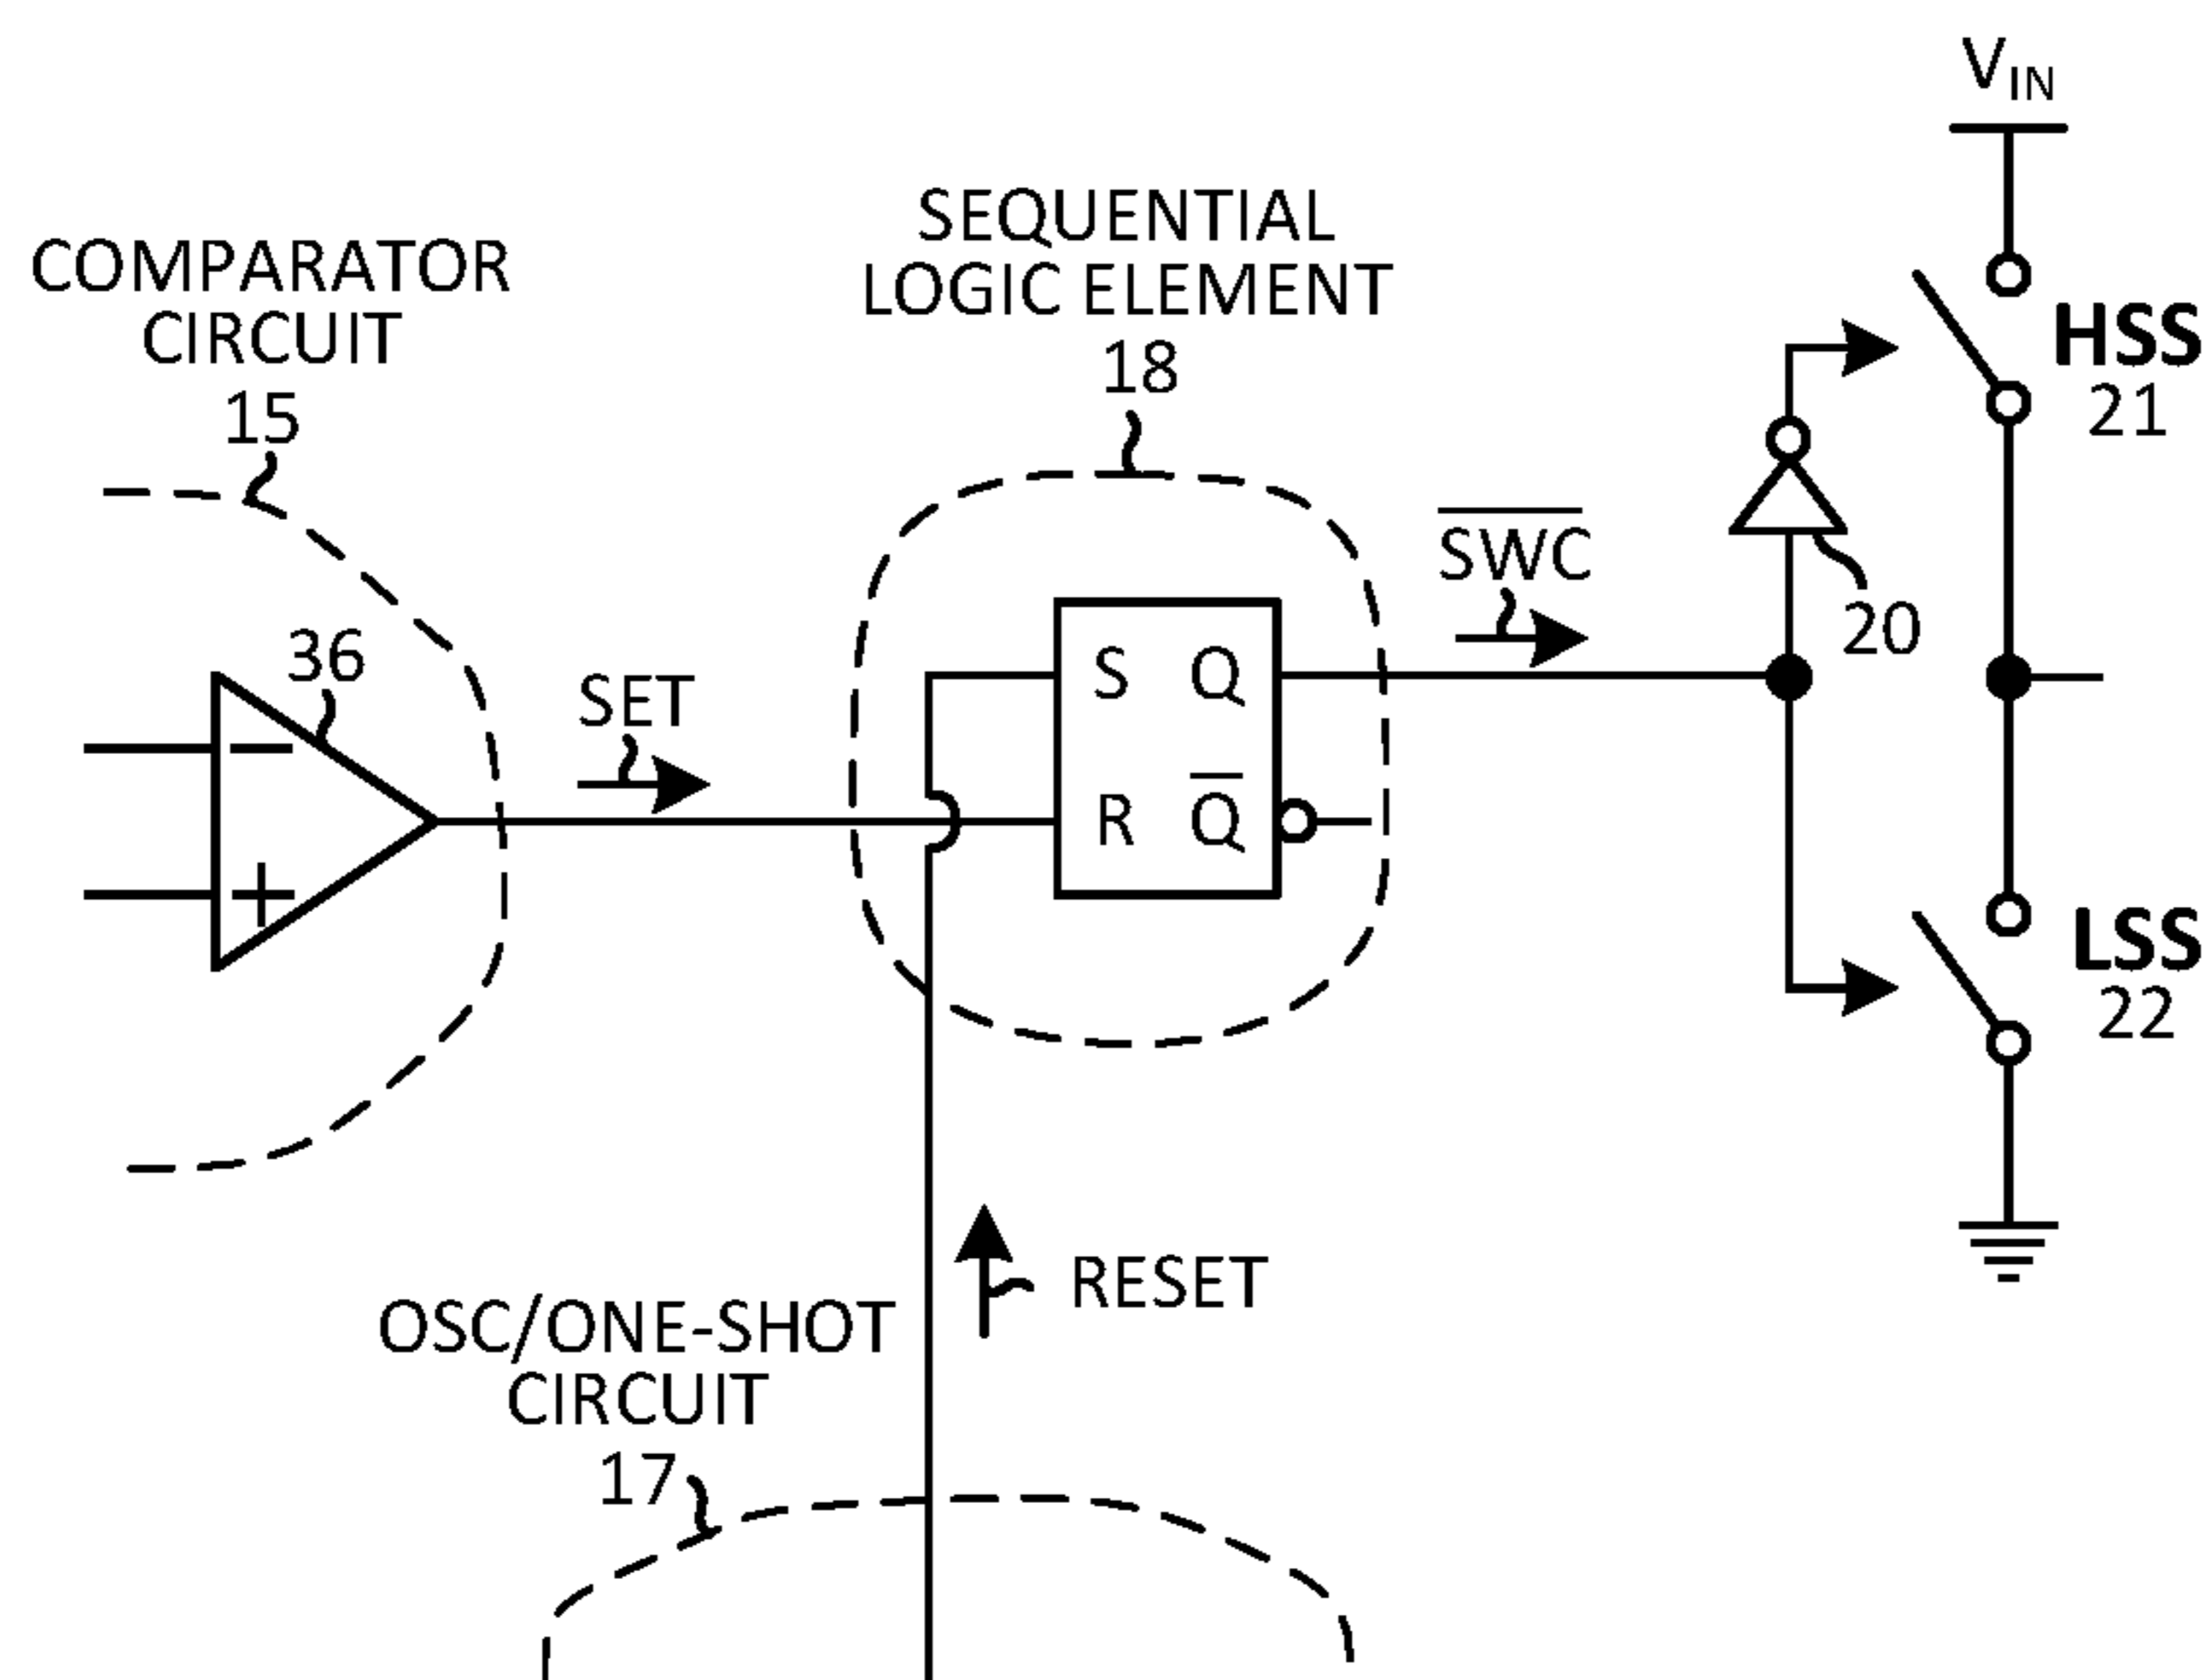 V_IN
SEQUENTIAL
LOGIC ELEMENT
18
COMPARATOR
CIRCUIT
15
HSS
21
S̅W̅C̅
20
36
SET
S Q
R Q̅
−
+
LSS
22
RESET
OSC/ONE-SHOT
CIRCUIT
17